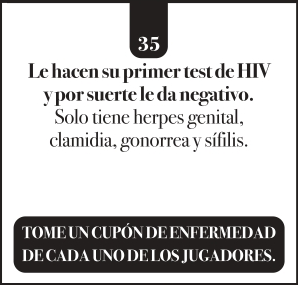 35
Le hacen su primer test de HIV
y por suerte le da negativo.
Solo tiene herpes genital,
clamidia, gonorrea y sífilis.
TOME UN CUPÓN DE ENFERMEDAD
DE CADA UNO DE LOS JUGADORES.